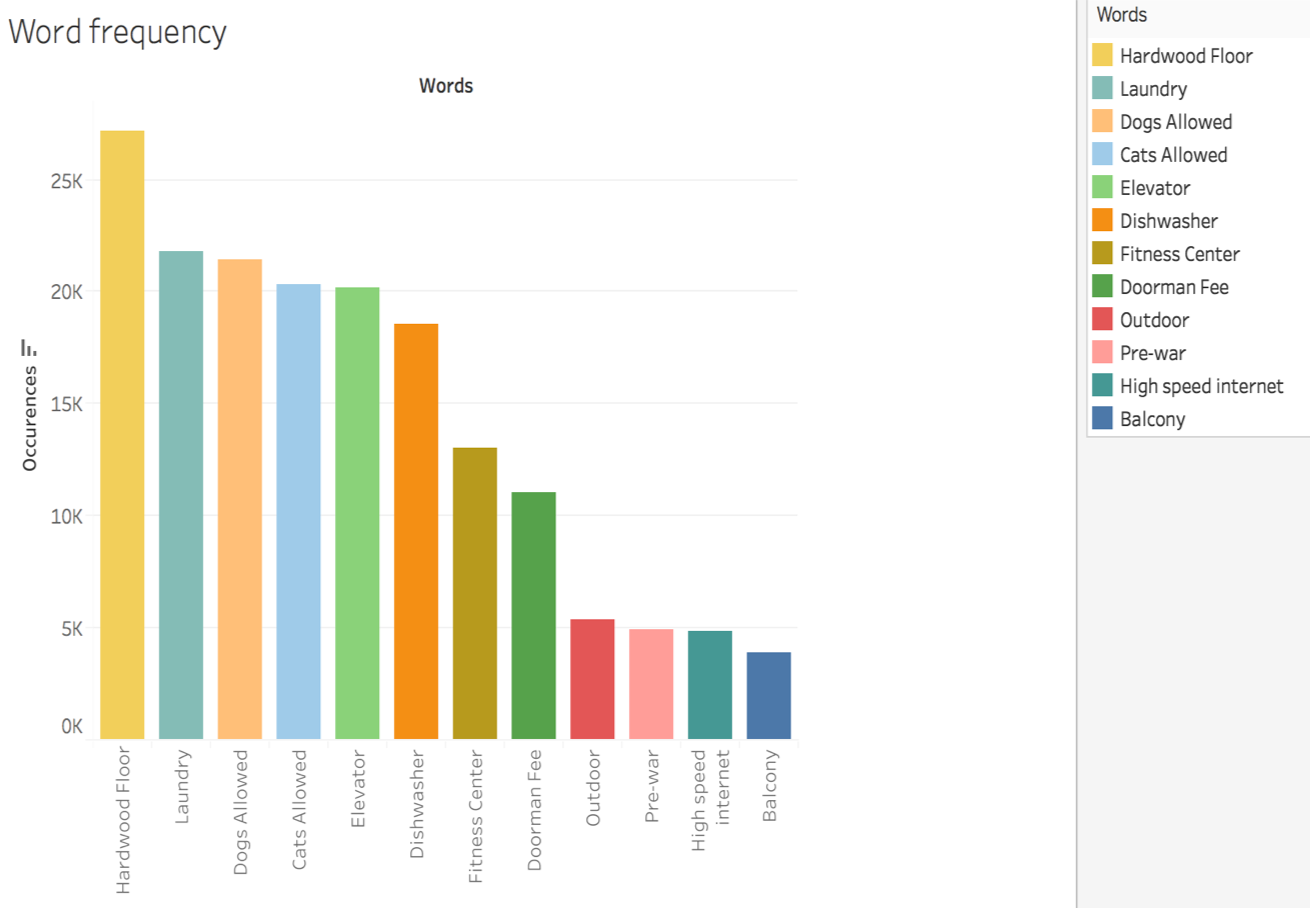 Word frequency
Words
25K
20K
15K
10K
5K
0K
Occurences
Hardwood Floor
Laundry
Dogs Allowed
Cats Allowed
Elevator
Dishwasher
Fitness Center
Doorman Fee
Outdoor
Pre-war
High speed
internet
Balcony
Words
Hardwood Floor
Laundry
Dogs Allowed
Cats Allowed
Elevator
Dishwasher
Fitness Center
Doorman Fee
Outdoor
Pre-war
High speed internet
Balcony